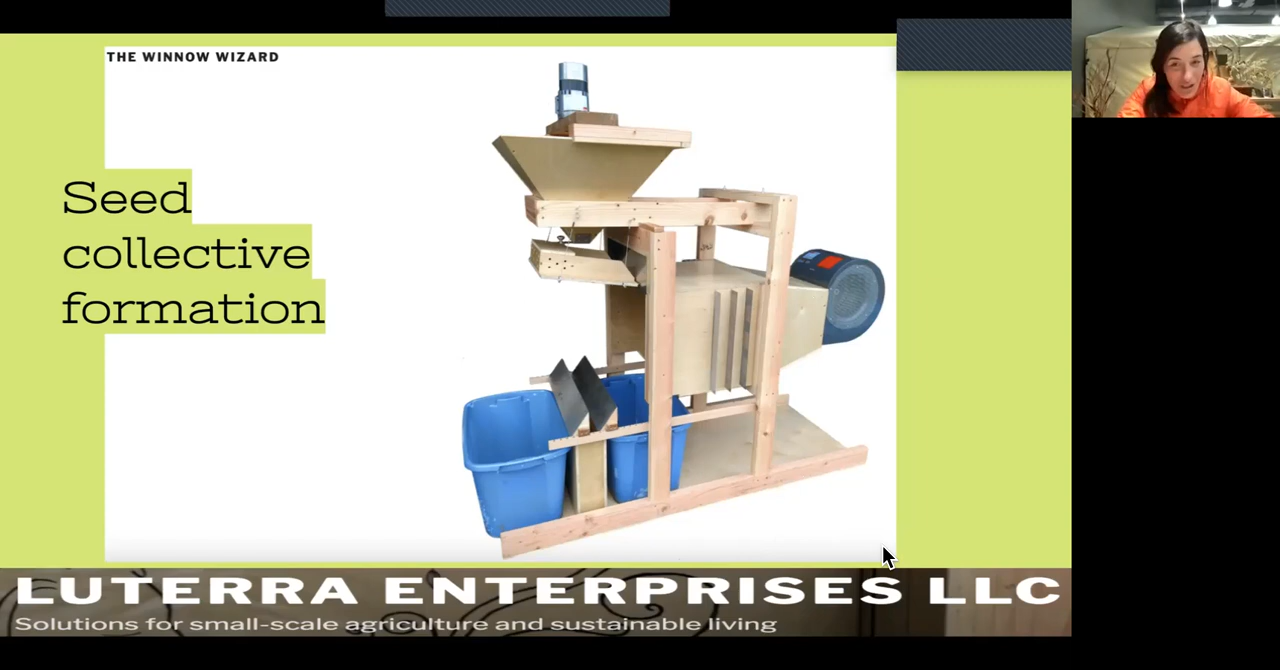 THE WINNOW WIZARD
Seed
collective
formation
LUTERRA ENTERPRISES LLC
Solutions for small-scale agriculture and sustainable living